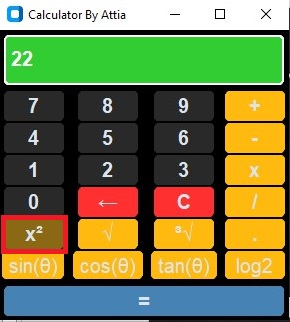 Calculator By Attia
22
7 8 9 +
4 5 6 -
1 2 3 x
0 ← C /
x² √ ³√ .
sin(θ) cos(θ) tan(θ) log2
=